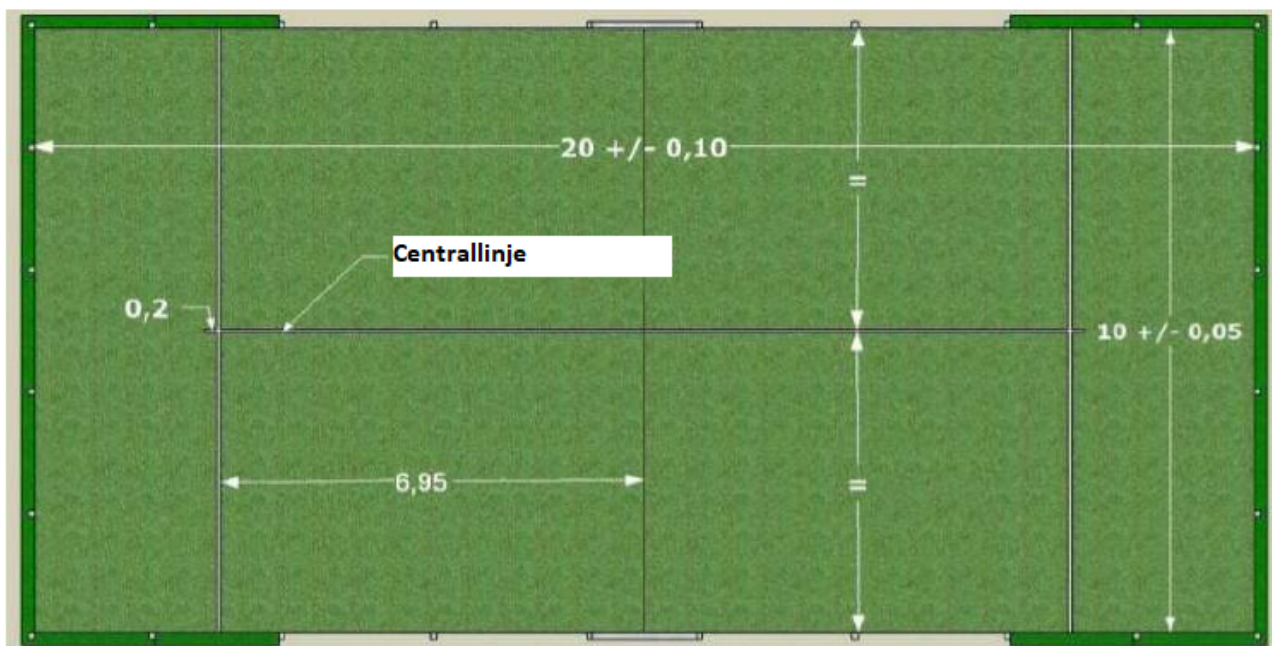 20 +/- 0,10
=
Centrallinje
0,2
10 +/- 0,05
6,95
=